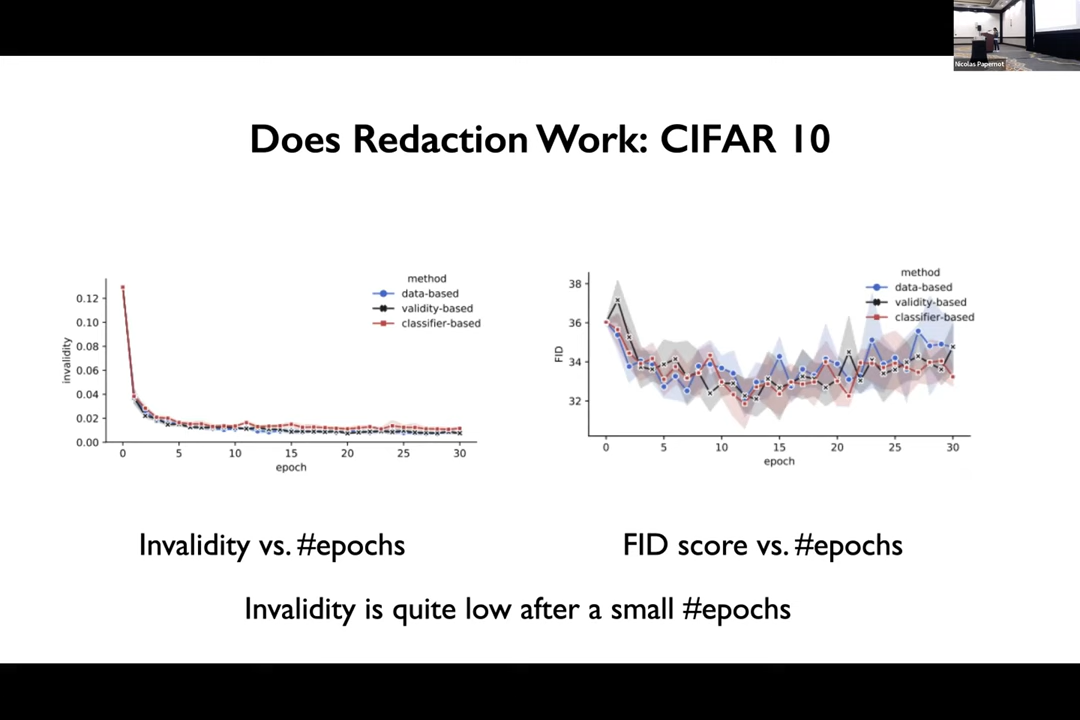 Nicolas Papernot
Does Redaction Work: CIFAR 10
method
data-based
validity-based
classifier-based
0.12
0.10
0.08
0.06
0.04
0.02
0.00
invalidity
0 5 10 15 20 25 30
epoch
method
data-based
validity-based
classifier-based
38
36
34
32
FID
0 5 10 15 20 25 30
epoch
Invalidity vs. #epochs
FID score vs. #epochs
Invalidity is quite low after a small #epochs